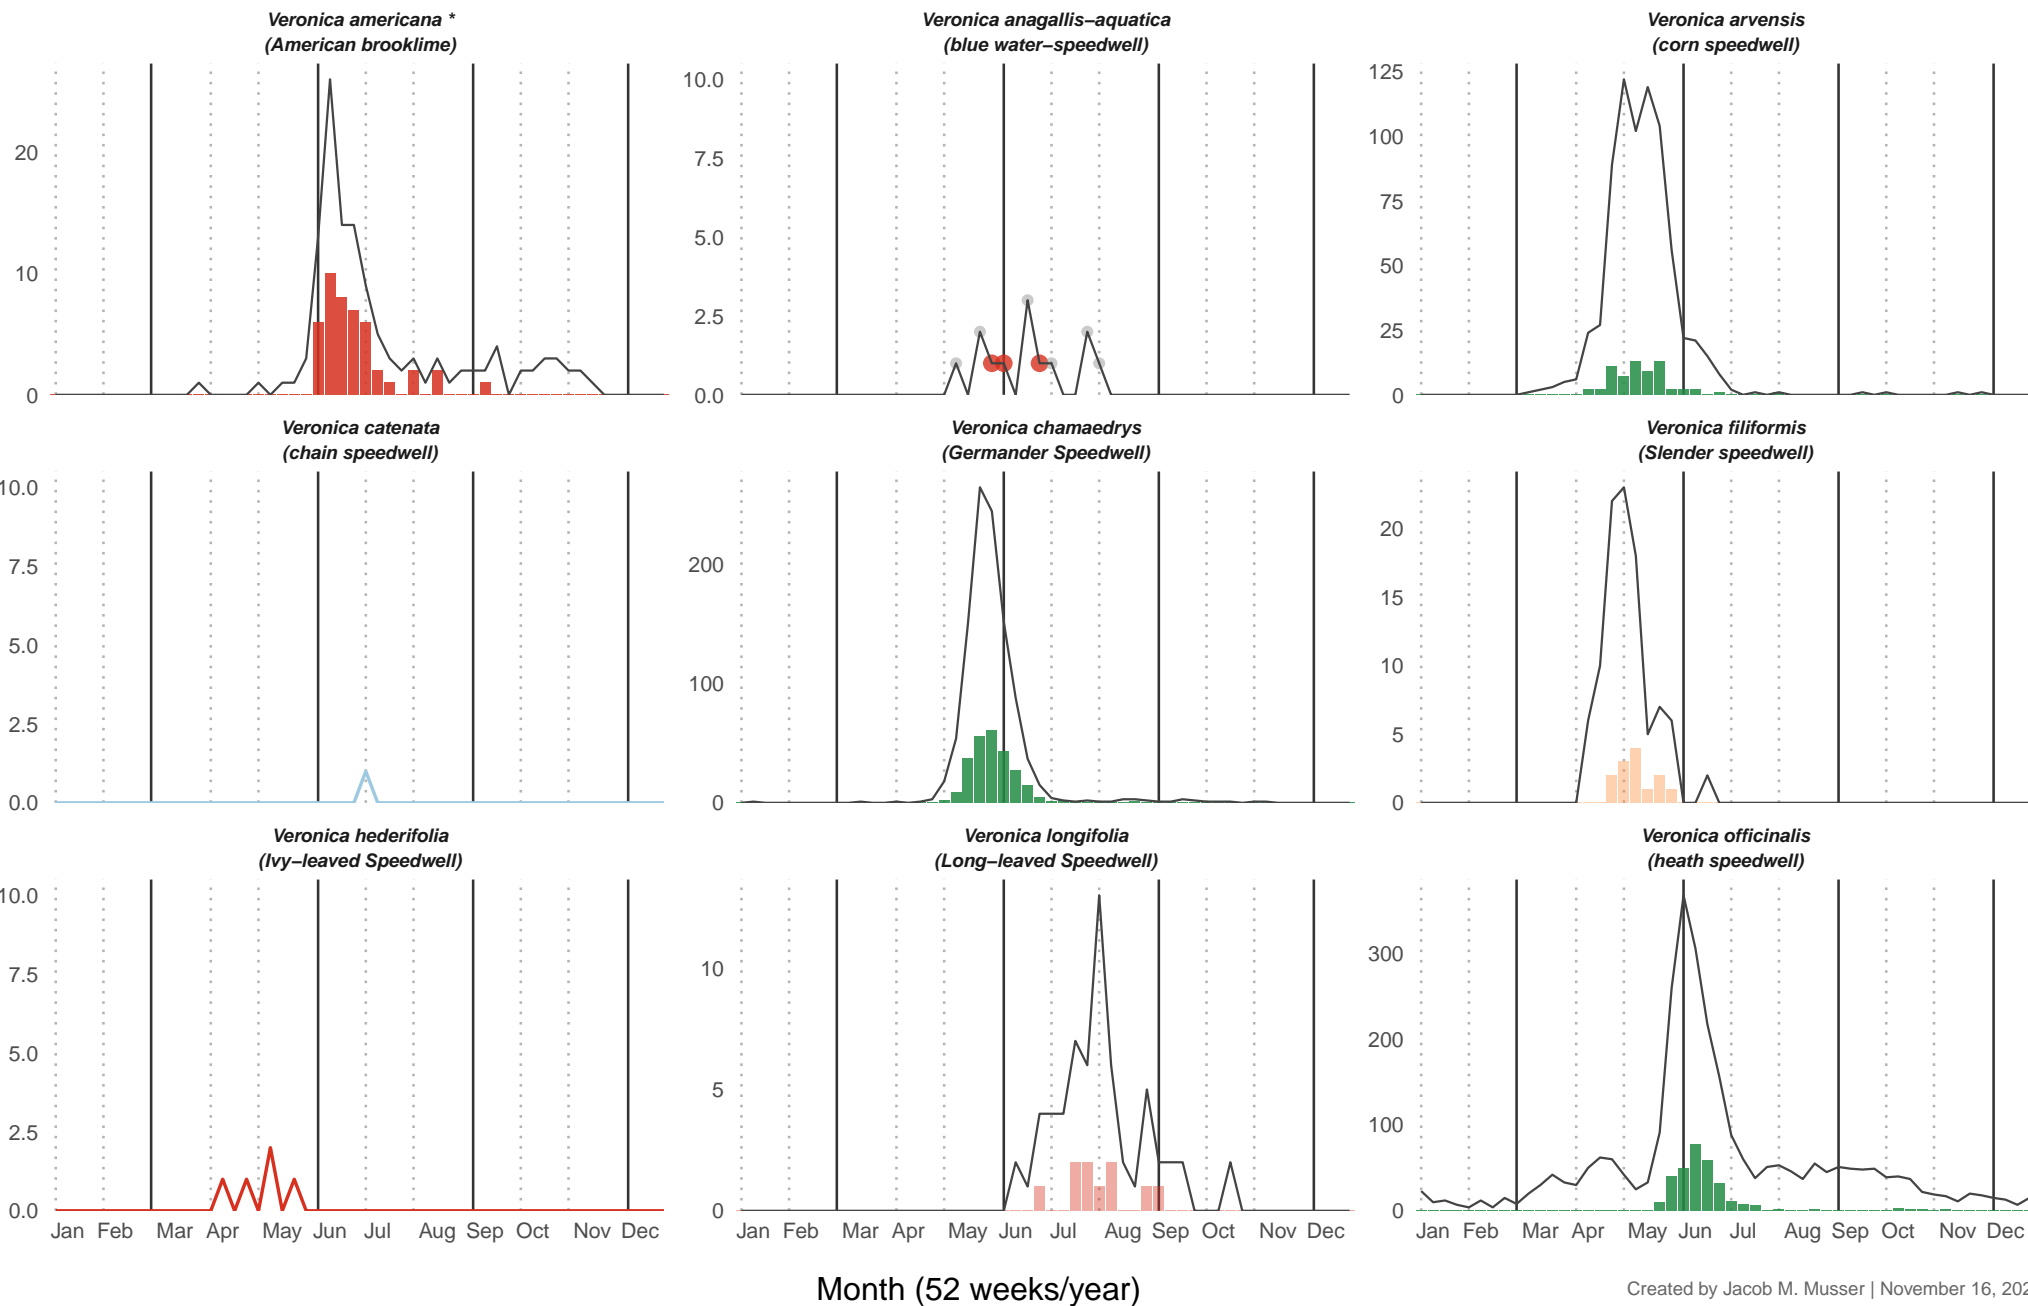 Veronica americana *
(American brooklime)
Veronica anagallis–aquatica
(blue water–speedwell)
Veronica arvensis
(corn speedwell)
20
10
0
10.0
7.5
5.0
2.5
0.0
125
100
75
50
25
0
Veronica catenata
(chain speedwell)
Veronica chamaedrys
(Germander Speedwell)
Veronica filiformis
(Slender speedwell)
10.0
7.5
5.0
2.5
0.0
200
100
0
20
15
10
5
0
Veronica hederifolia
(Ivy–leaved Speedwell)
Veronica longifolia
(Long–leaved Speedwell)
Veronica officinalis
(heath speedwell)
10.0
7.5
5.0
2.5
0.0
10
5
0
300
200
100
0
Jan Feb Mar Apr May Jun Jul Aug Sep Oct Nov Dec
Jan Feb Mar Apr May Jun Jul Aug Sep Oct Nov Dec
Jan Feb Mar Apr May Jun Jul Aug Sep Oct Nov Dec
Month (52 weeks/year)
Created by Jacob M. Musser | November 16,